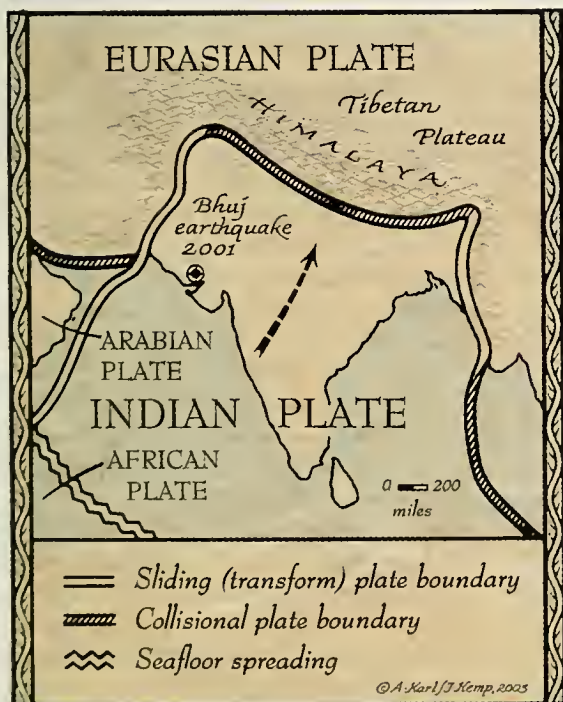 EURASIAN PLATE
HIMALAYA
Tibetan
Plateau
Bhuj
earthquake
2001
ARABIAN
PLATE
INDIAN PLATE
AFRICAN
PLATE
0 200
miles
Sliding (transform) plate boundary
Collisional plate boundary
Seafloor spreading
© A. Karl/J. Kemp, 2003